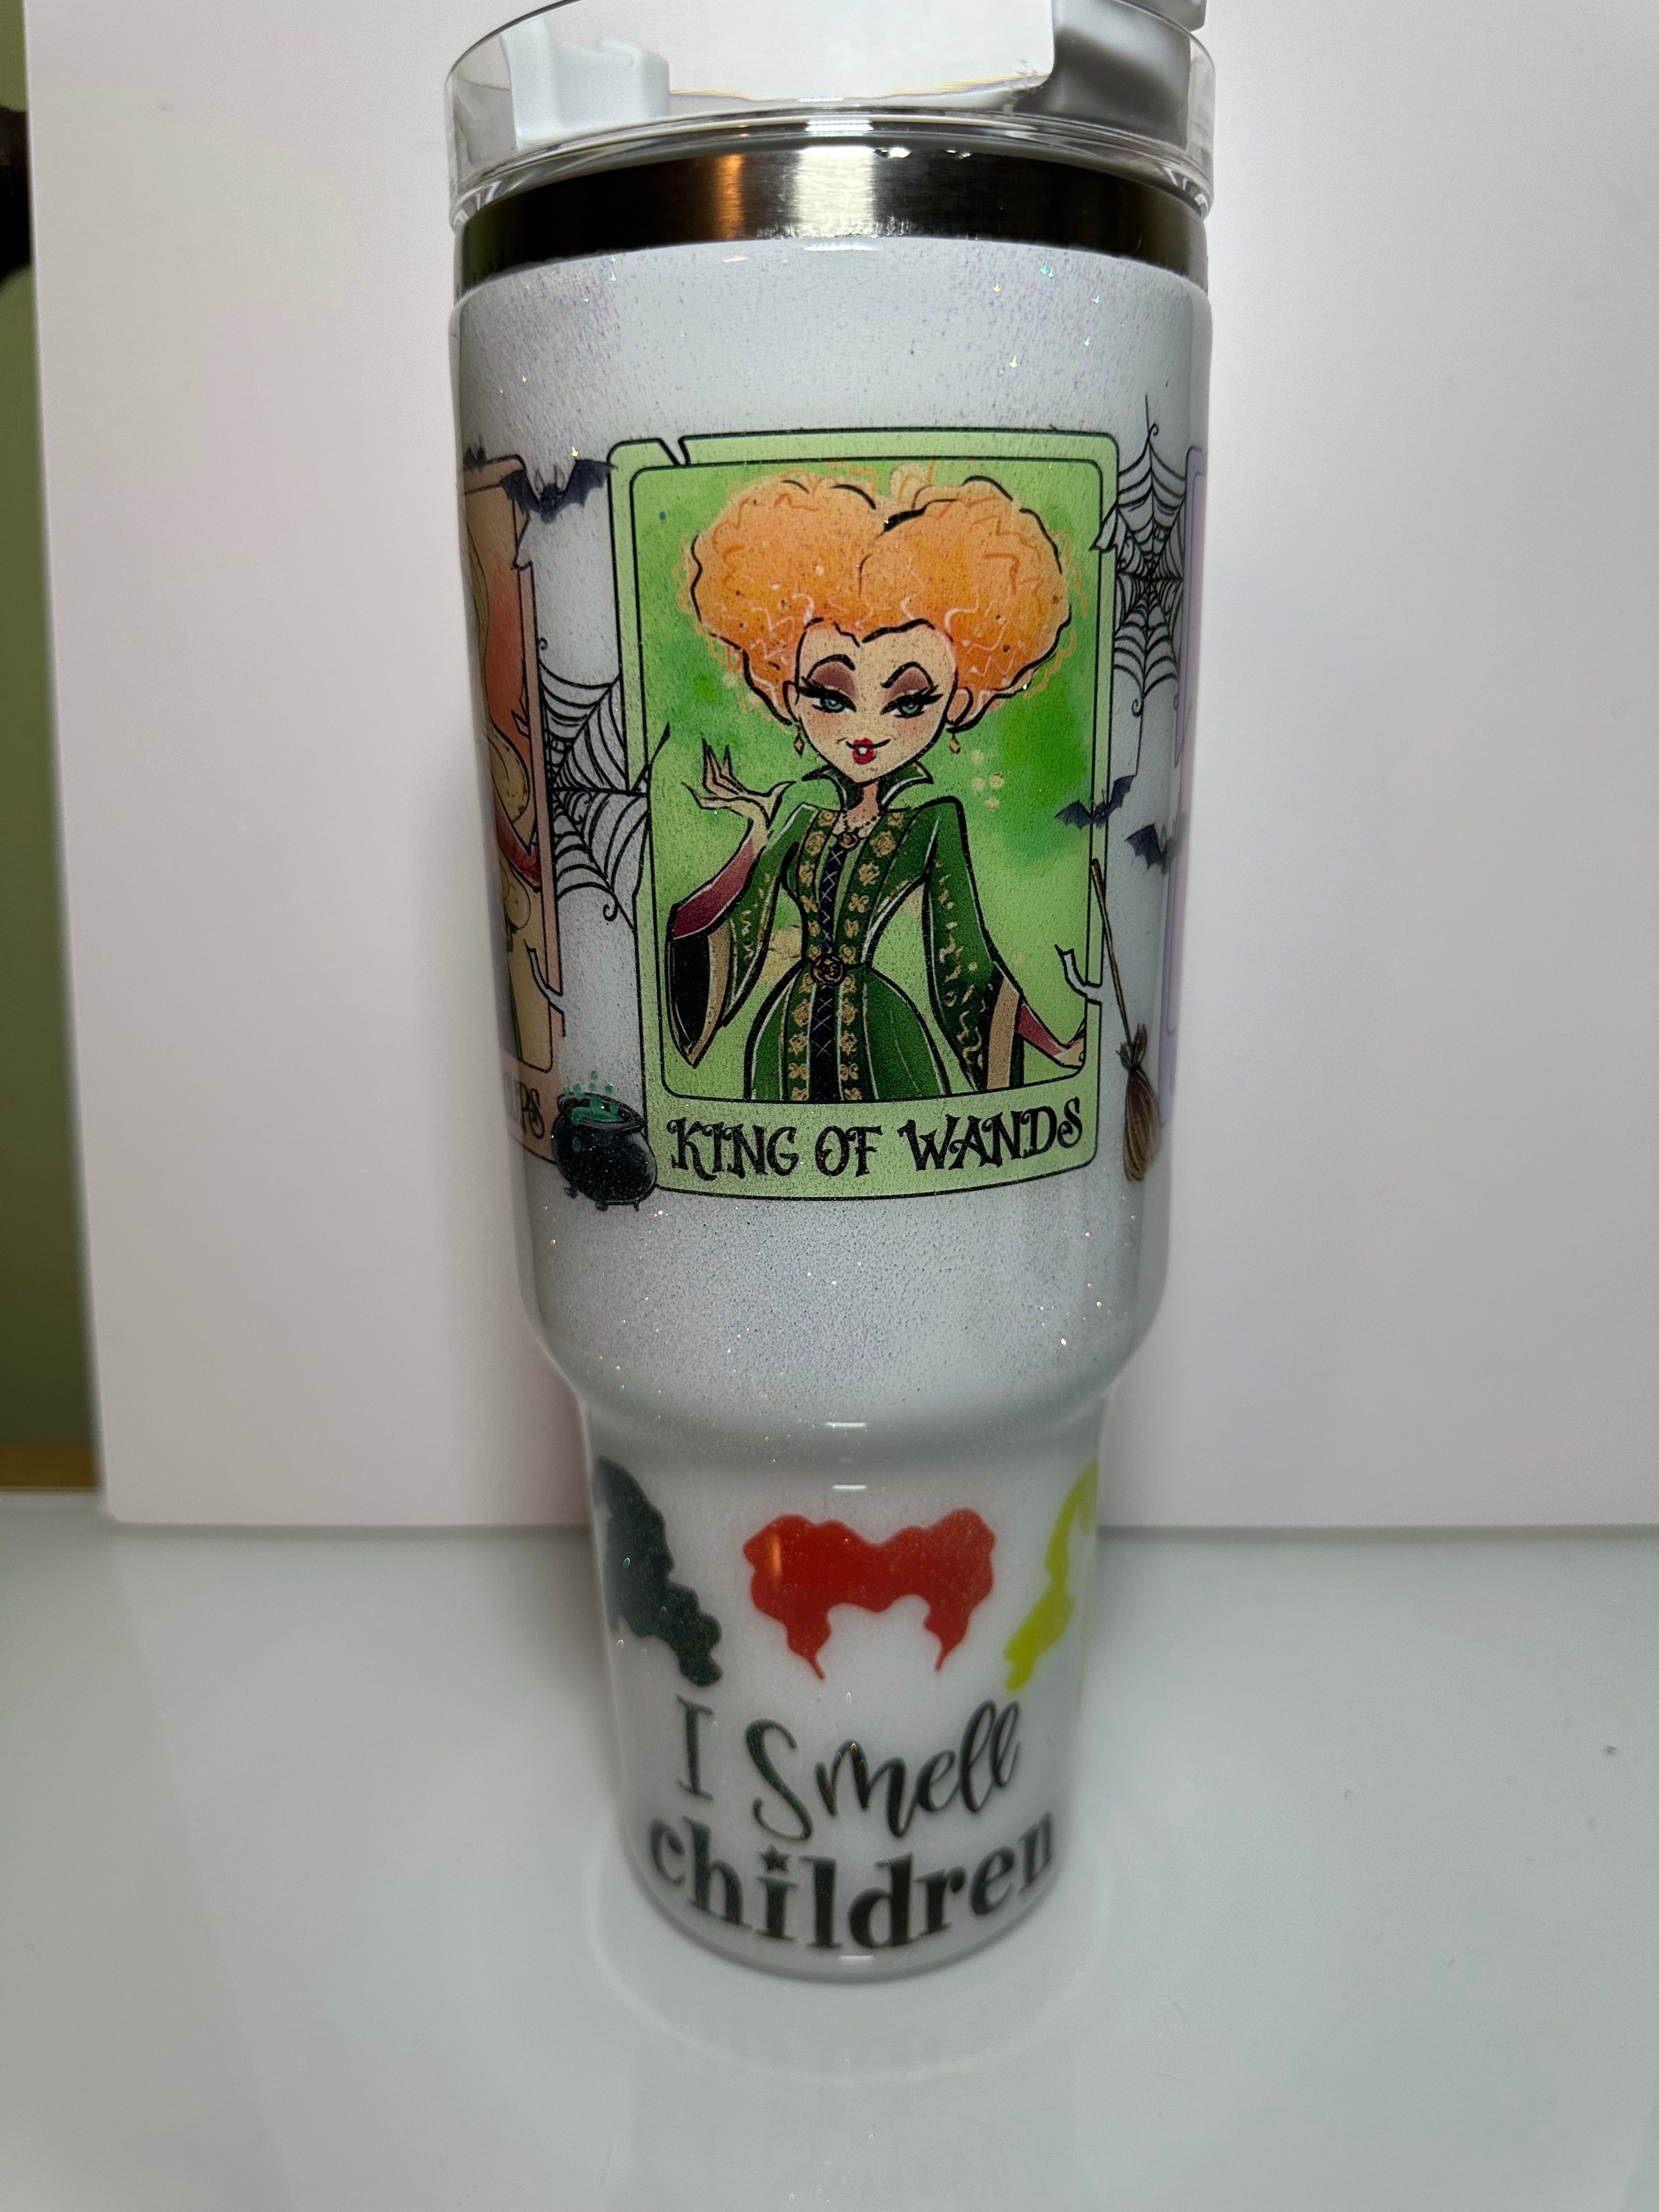 KING OF WANDS
I Smell
children